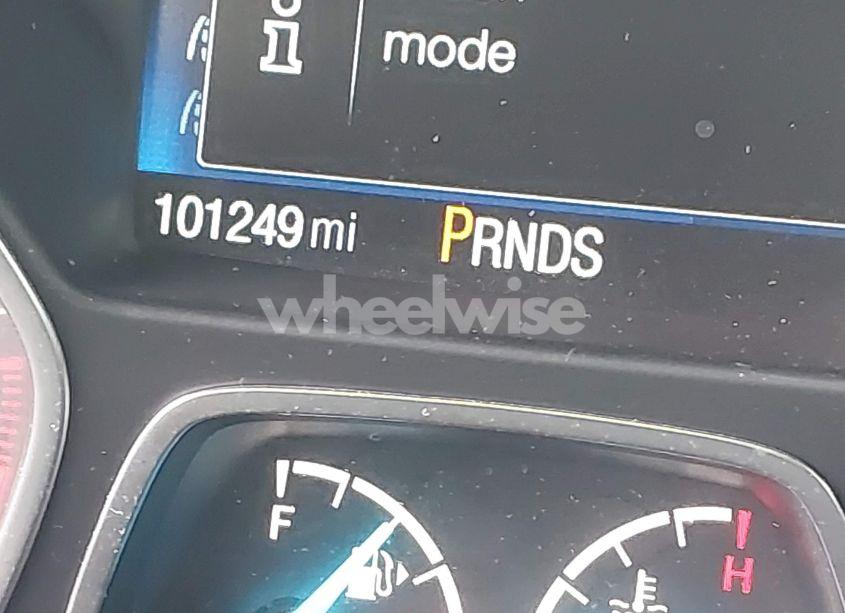 mode
101249 mi PRNDS
wheelwise
F
H